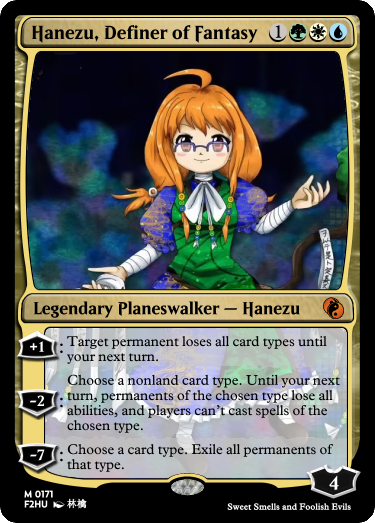 Hanezu, Definer of Fantasy 1
Legendary Planeswalker — Hanezu
+1: Target permanent loses all card types until
your next turn.
Choose a nonland card type. Until your next
-2: turn, permanents of the chosen type lose all
abilities, and players can't cast spells of the
chosen type.
-7: Choose a card type. Exile all permanents of
that type.
4
M 0171
F2HU 林檎
Sweet Smells and Foolish Evils